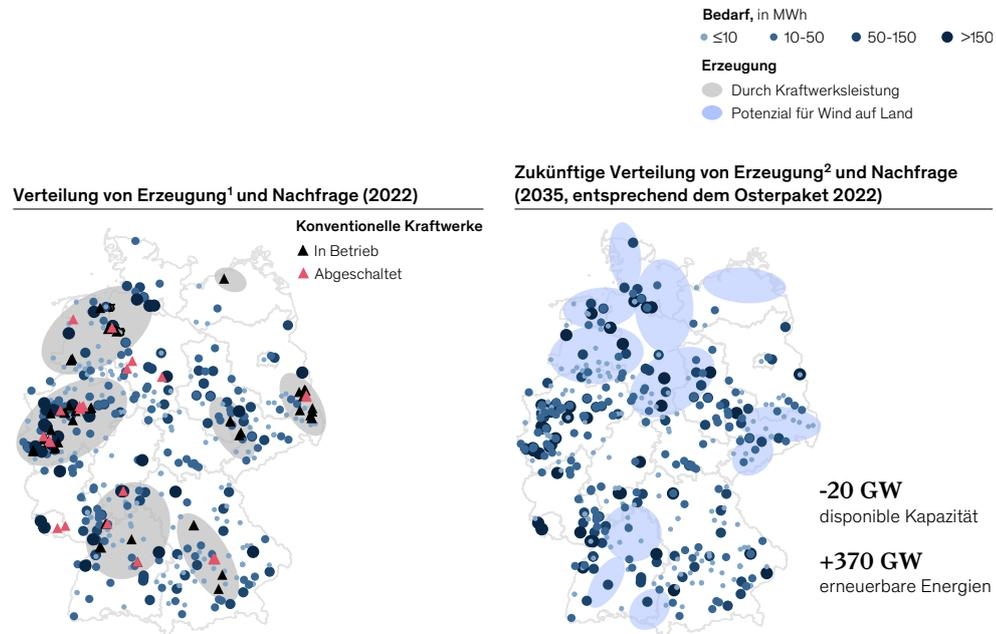 Bedarf, in MWh
≤10
10-50
50-150
>150
Erzeugung
Durch Kraftwerksleistung
Potenzial für Wind auf Land
Verteilung von Erzeugung¹ und Nachfrage (2022)
Konventionelle Kraftwerke
In Betrieb
Abgeschaltet
Zukünftige Verteilung von Erzeugung² und Nachfrage
(2035, entsprechend dem Osterpaket 2022)
-20 GW
disponible Kapazität
+370 GW
erneuerbare Energien